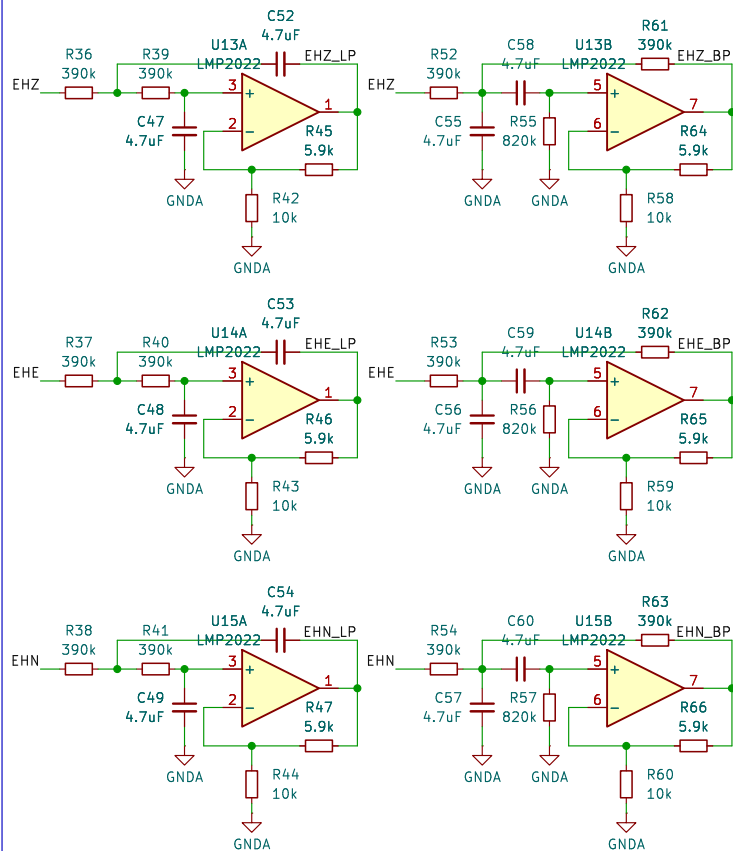 C52
4.7uF
R36
390k
R39
390k
U13A
LMP2022
EHZ_LP
EHZ
3
+
2
−
1
C47
4.7uF
R45
5.9k
GNDA
R42
10k
GNDA
R61
390k
R52
390k
C58
4.7uF
U13B
LMP2022
EHZ_BP
EHZ
5
+
6
−
7
C55
4.7uF
R55
820k
R64
5.9k
GNDA
GNDA
R58
10k
GNDA
C53
4.7uF
R37
390k
R40
390k
U14A
LMP2022
EHE_LP
EHE
3
+
2
−
1
C48
4.7uF
R46
5.9k
GNDA
R43
10k
GNDA
R62
390k
R53
390k
C59
4.7uF
U14B
LMP2022
EHE_BP
EHE
5
+
6
−
7
C56
4.7uF
R56
820k
R65
5.9k
GNDA
GNDA
R59
10k
GNDA
C54
4.7uF
R38
390k
R41
390k
U15A
LMP2022
EHN_LP
EHN
3
+
2
−
1
C49
4.7uF
R47
5.9k
GNDA
R44
10k
GNDA
R63
390k
R54
390k
C60
4.7uF
U15B
LMP2022
EHN_BP
EHN
5
+
6
−
7
C57
4.7uF
R57
820k
R66
5.9k
GNDA
GNDA
R60
10k
GNDA